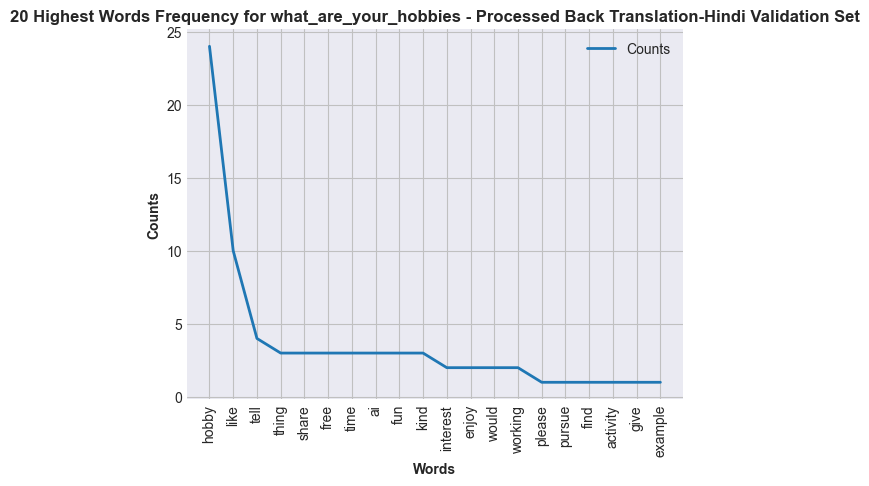 20 Highest Words Frequency for what_are_your_hobbies - Processed Back Translation-Hindi Validation Set
Counts
25
20
15
10
5
0
Counts
hobby
like
tell
thing
share
free
time
ai
fun
kind
interest
enjoy
would
working
please
pursue
find
activity
give
example
Words